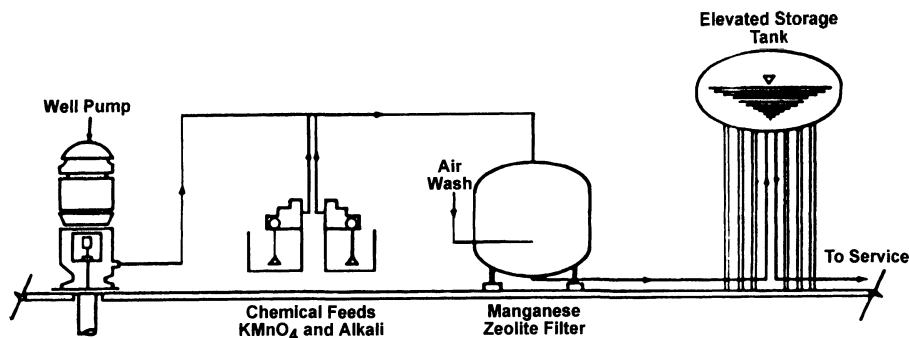 Elevated Storage
Tank
Well Pump
Air
Wash
To Service
Chemical Feeds
KMnO4 and Alkali
Manganese
Zeolite Filter